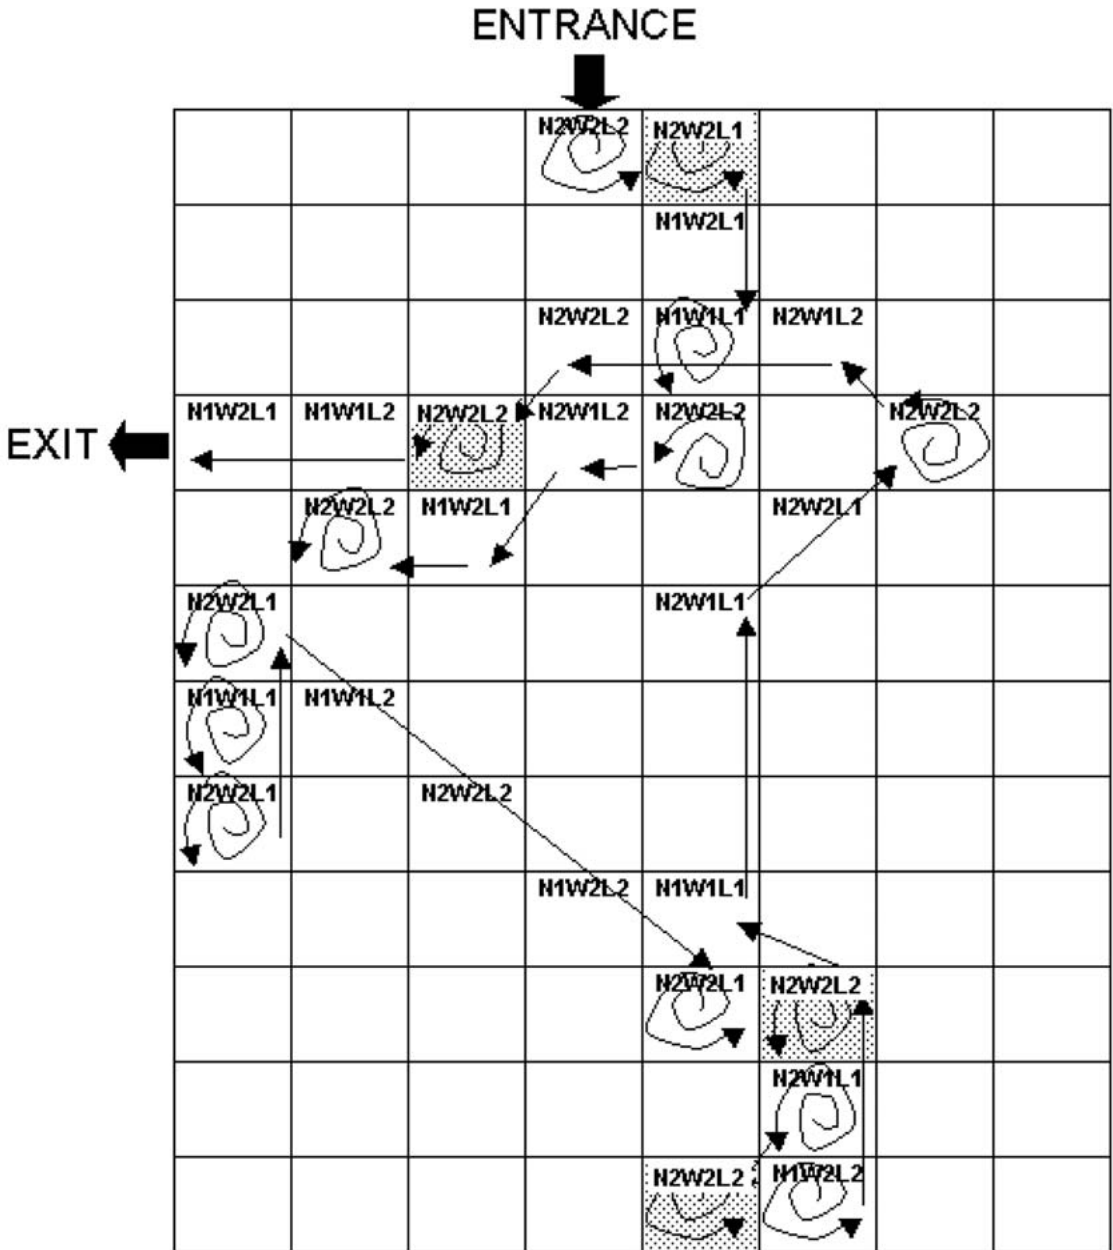 ENTRANCE
N2W2L2 N2W2L1
N1W2L1
N2W2L2 N1W1L1 N2W1L2
EXIT
N1W2L1 N1W1L2 N2W2L2 N2W1L2 N2W2L2 N2W2L2
N2W2L2 N1W2L1 N2W2L1
N2W2L1 N2W1L1
N1W1L1 N1W1L2
N2W2L1 N2W2L2
N1W2L2 N1W1L1
N2W2L1 N2W2L2
N2W1L1
N2W2L2 N1W2L2